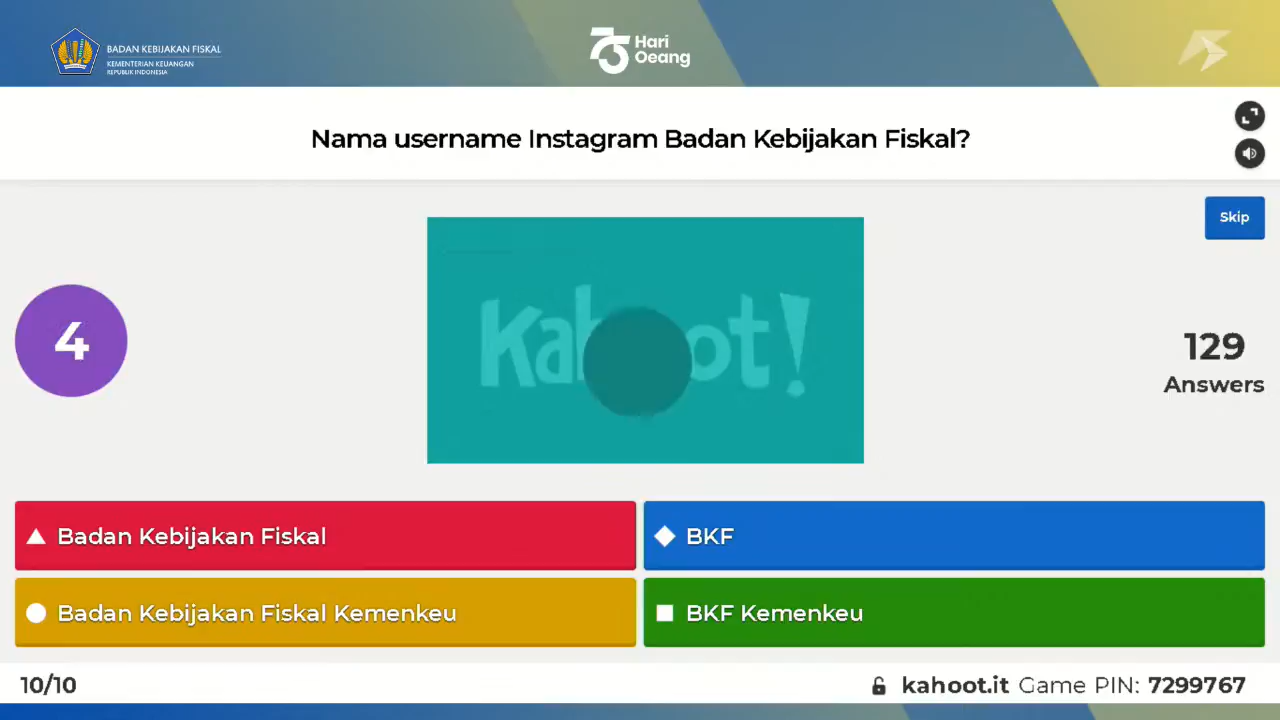 BADAN KEBIJAKAN FISKAL
KEMENTERIAN KEUANGAN
REPUBLIK INDONESIA
75 Hari
Oeang
Nama username Instagram Badan Kebijakan Fiskal?
Skip
4
Kahoot!
129
Answers
Badan Kebijakan Fiskal
BKF
Badan Kebijakan Fiskal Kemenkeu
BKF Kemenkeu
10/10
kahoot.it Game PIN: 7299767